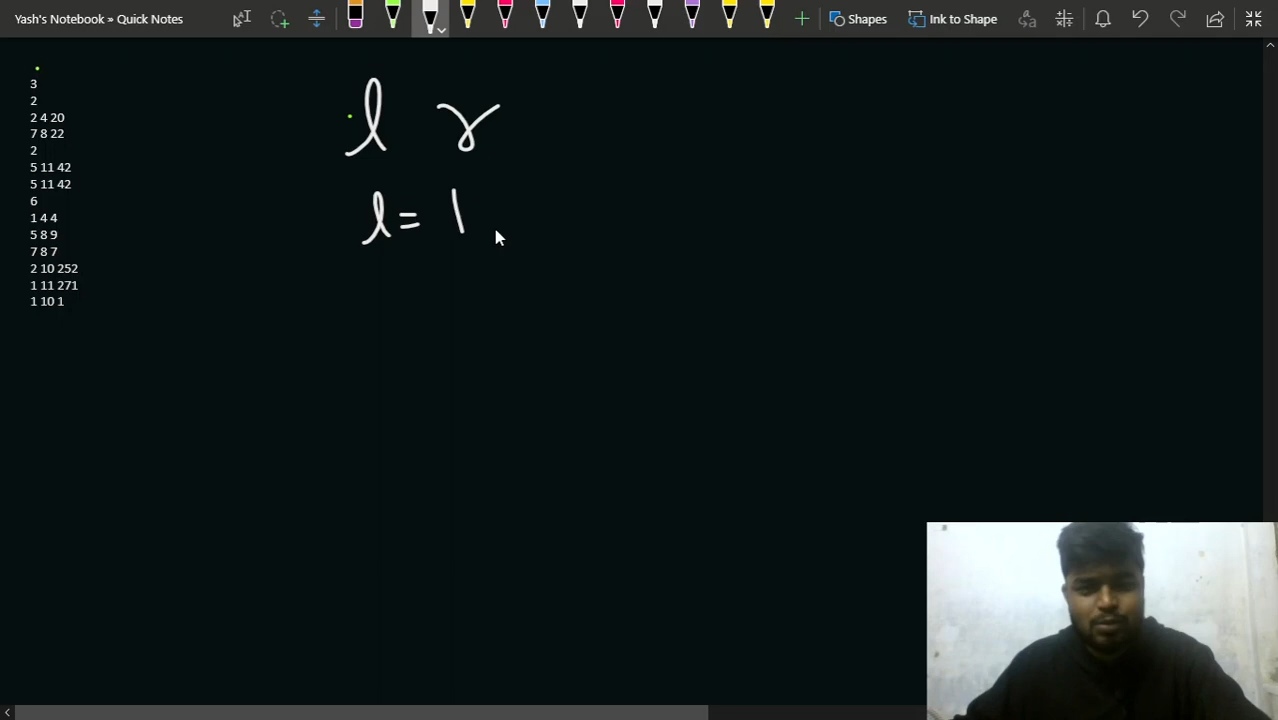 Yash's Notebook » Quick Notes
Shapes
Ink to Shape
3
2
2 4 20
7 8 22
2
5 11 42
5 11 42
6
1 4 4
5 8 9
7 8 7
2 10 252
1 11 271
1 10 1
l r
l = 1